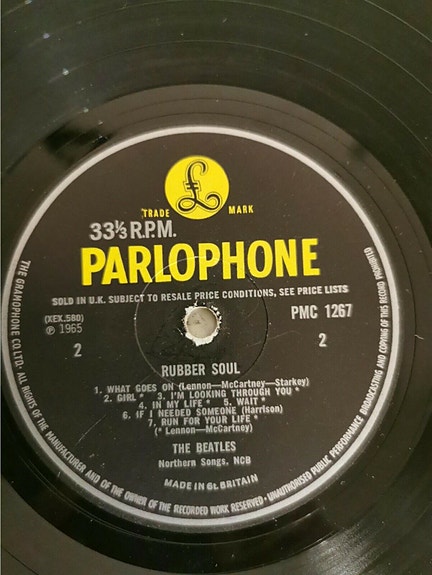 £
TRADE MARK
33⅓ R.P.M.
PARLOPHONE
SOLD IN U.K. SUBJECT TO RESALE PRICE CONDITIONS, SEE PRICE LISTS
(XEX.580)
℗ 1965
PMC 1267
2
2
RUBBER SOUL
1. WHAT GOES ON (Lennon—McCartney—Starkey)
2. GIRL * 3. I'M LOOKING THROUGH YOU *
4. IN MY LIFE * 5. WAIT *
6. IF I NEEDED SOMEONE (Harrison)
7. RUN FOR YOUR LIFE *
(* Lennon—McCartney)
THE BEATLES
Northern Songs, NCB
MADE IN GT. BRITAIN
THE GRAMOPHONE CO LTD · ALL RIGHTS OF THE MANUFACTURER AND OF THE OWNER OF THE RECORDED WORK RESERVED · UNAUTHORISED PUBLIC PERFORMANCE BROADCASTING AND COPYING OF THIS RECORD PROHIBITED